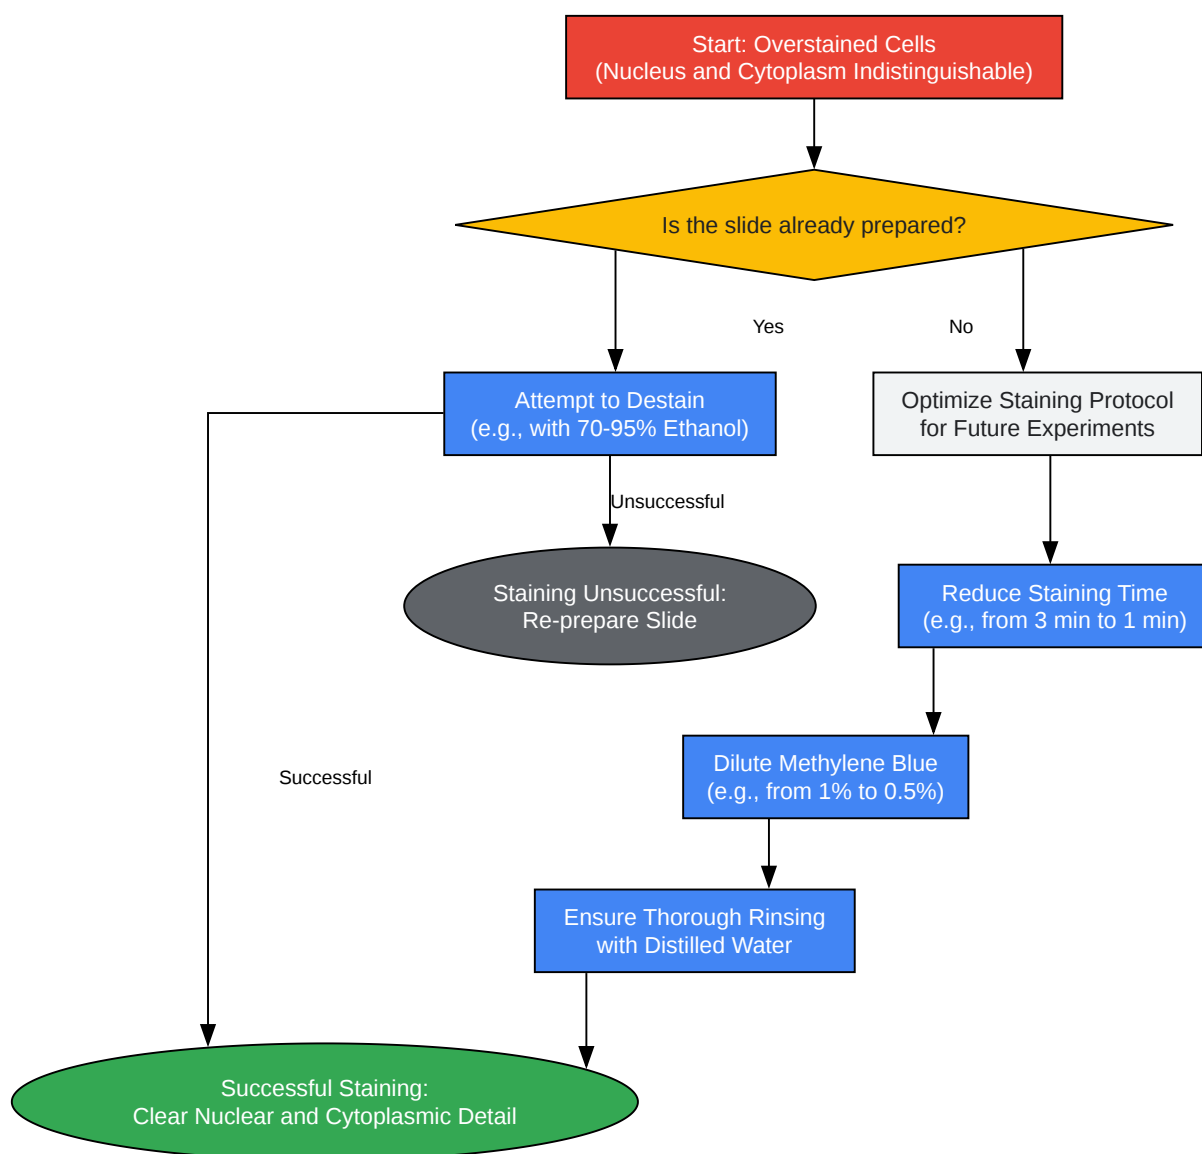 Start: Overstained Cells
(Nucleus and Cytoplasm Indistinguishable)
Is the slide already prepared?
Yes
No
Attempt to Destain
(e.g., with 70-95% Ethanol)
Optimize Staining Protocol
for Future Experiments
Unsuccessful
Staining Unsuccessful:
Re-prepare Slide
Reduce Staining Time
(e.g., from 3 min to 1 min)
Successful
Dilute Methylene Blue
(e.g., from 1% to 0.5%)
Ensure Thorough Rinsing
with Distilled Water
Successful Staining:
Clear Nuclear and Cytoplasmic Detail